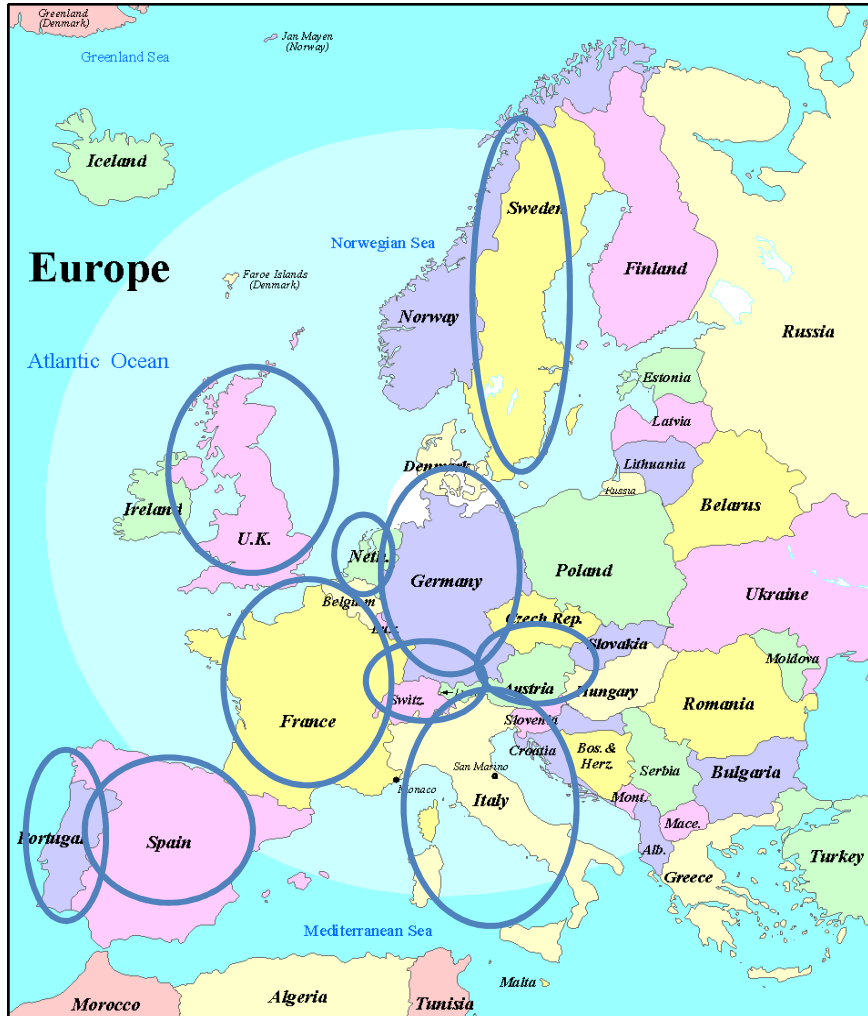 Greenland
(Denmark)
Jan Mayen
(Norway)
Greenland Sea
Iceland
Sweden
Norwegian Sea
Europe
Faroe Islands
(Denmark)
Finland
Norway
Russia
Atlantic Ocean
Estonia
Latvia
Denmark
Lithuania
Russia
Ireland
Belarus
U.K.
Neth.
Germany
Poland
Ukraine
Belgium
Czech Rep.
Lux.
Slovakia
Moldova
Switz.
Austria
Hungary
Romania
France
Slovenia
Croatia
Bos. &
Herz.
San Marino
Serbia
Bulgaria
Monaco
Italy
Mont.
Portugal
Spain
Mace.
Alb.
Turkey
Greece
Mediterranean Sea
Malta
Morocco
Algeria
Tunisia